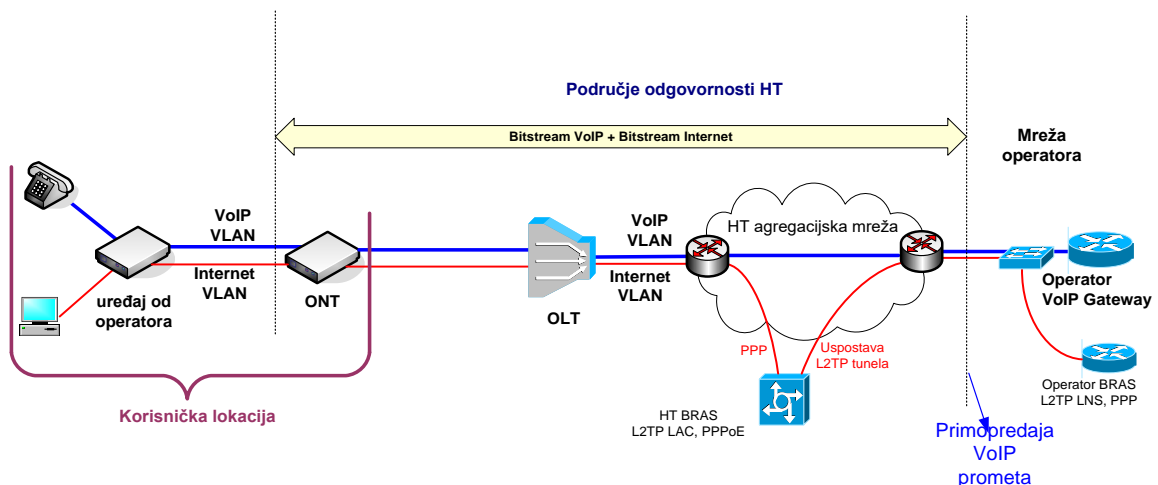 Područje odgovornosti HT
Bitstream VoIP + Bitstream Internet
Mreža
operatora
VoIP
VLAN
Internet
VLAN
uređaj od
operatora
ONT
OLT
VoIP
VLAN
Internet
VLAN
HT agregacijska mreža
Operator
VoIP Gateway
PPP
Uspostava
L2TP tunela
HT BRAS
L2TP LAC, PPPoE
Operator BRAS
L2TP LNS, PPP
Korisnička lokacija
Primopredaja
VoIP
prometa